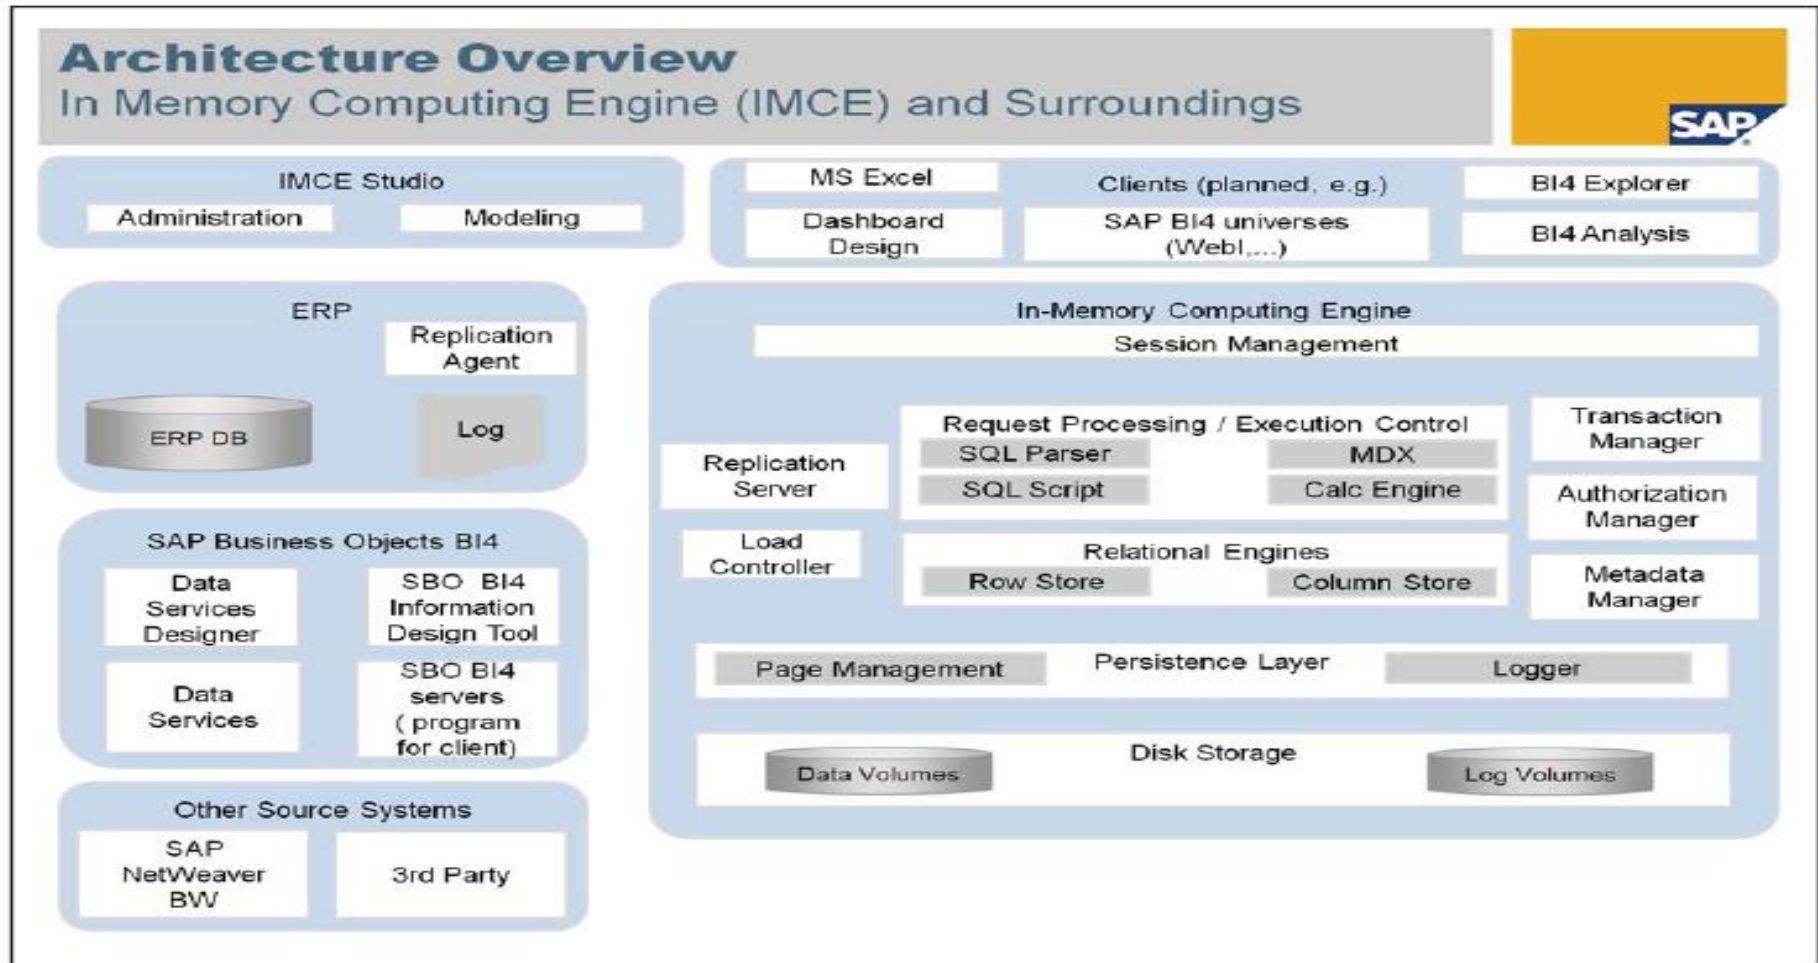 Architecture Overview
In Memory Computing Engine (IMCE) and Surroundings
SAP
IMCE Studio
Administration
Modeling
MS Excel
Clients (planned, e.g.)
BI4 Explorer
Dashboard
Design
SAP BI4 universes
(WebI,...)
BI4 Analysis
ERP
Replication
Agent
ERP DB
Log
SAP Business Objects BI4
Data
Services
Designer
SBO BI4
Information
Design Tool
Data
Services
SBO BI4
servers
( program
for client)
Other Source Systems
SAP
NetWeaver
BW
3rd Party
In-Memory Computing Engine
Session Management
Replication
Server
Load
Controller
Request Processing / Execution Control
SQL Parser
MDX
SQL Script
Calc Engine
Relational Engines
Row Store
Column Store
Transaction
Manager
Authorization
Manager
Metadata
Manager
Page Management
Persistence Layer
Logger
Disk Storage
Data Volumes
Log Volumes